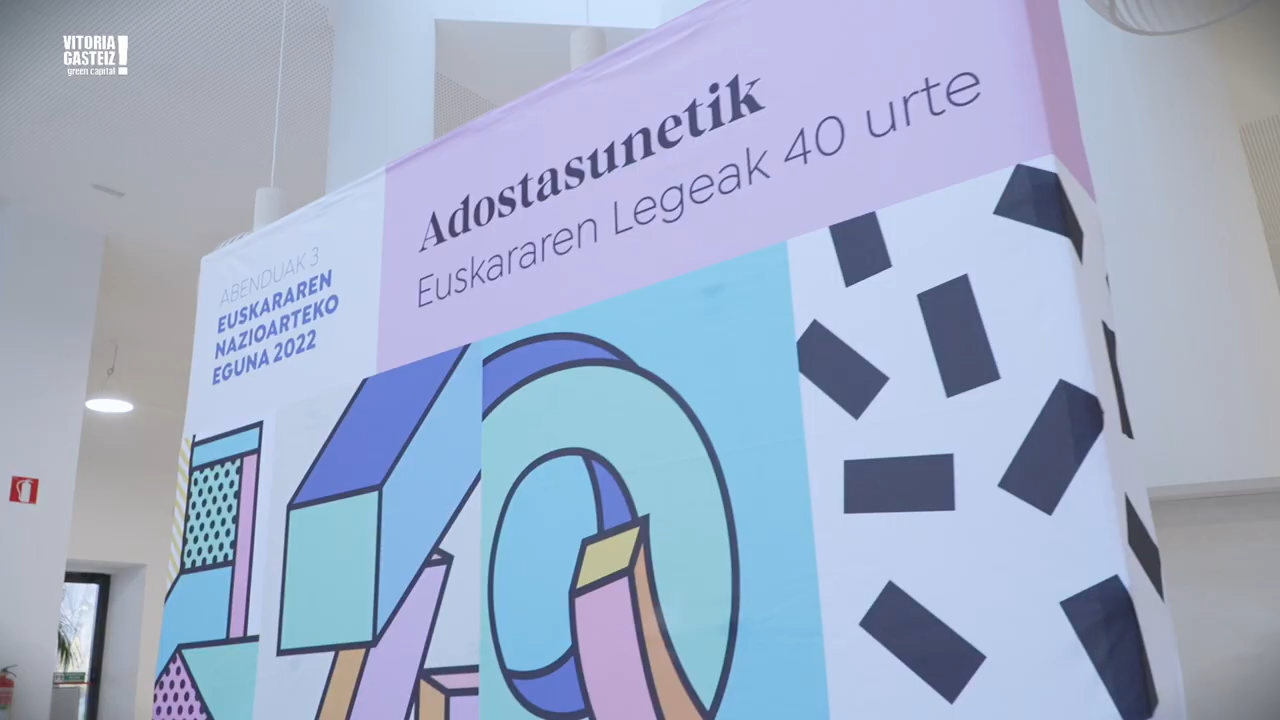 VITORIA
GASTEIZ!
green capital
Adostasunetik
Euskararen Legeak 40 urte
ABENDUAK 3
EUSKARAREN
NAZIOARTEKO
EGUNA 2022